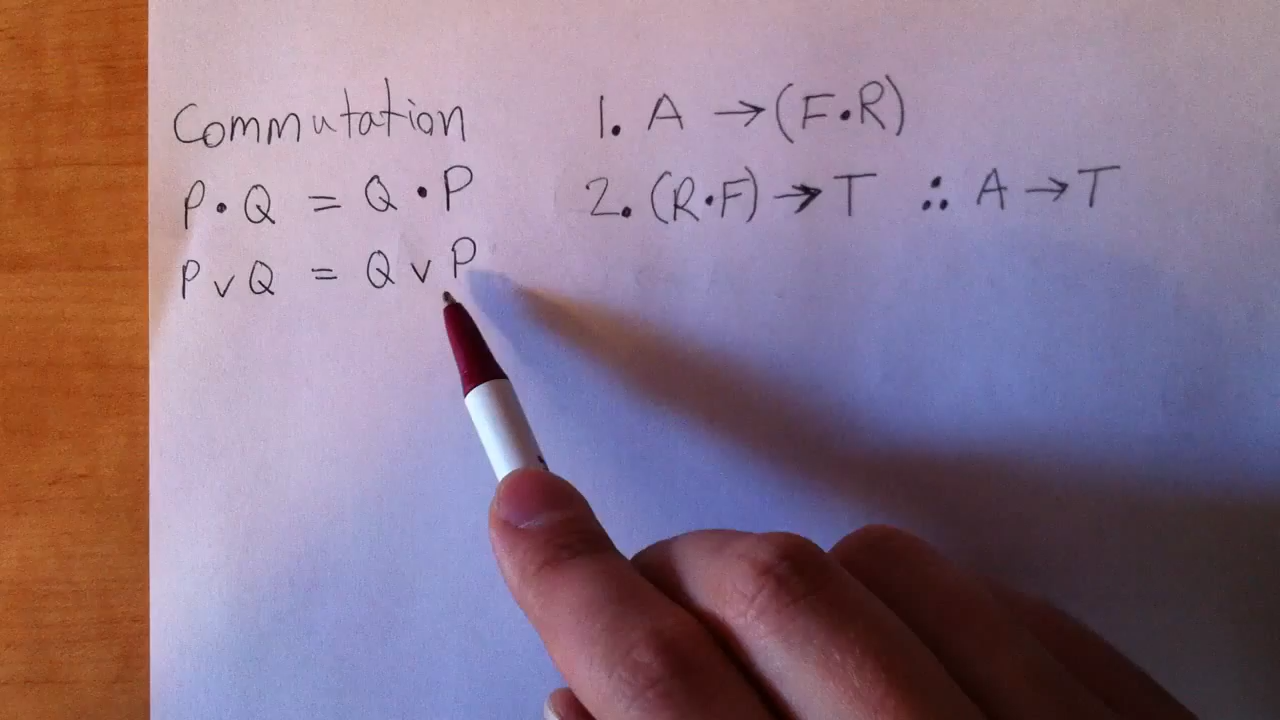 Commutation
P • Q = Q • P
P v Q = Q v P
1. A → (F • R)
2. (R • F) → T ∴ A → T